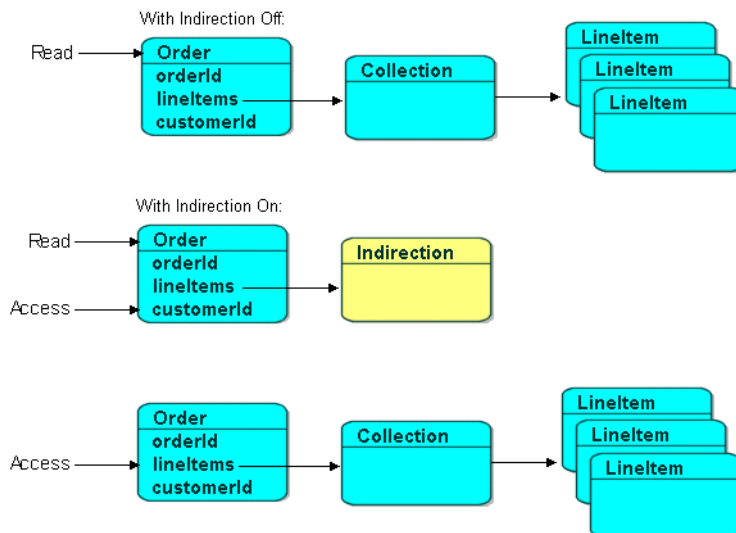 With Indirection Off:
Read
Order
orderId
lineItems
customerId
Collection
LineItem
LineItem
LineItem
With Indirection On:
Read
Order
orderId
lineItems
Access
customerId
Indirection
Order
orderId
Access
lineItems
customerId
Collection
LineItem
LineItem
LineItem